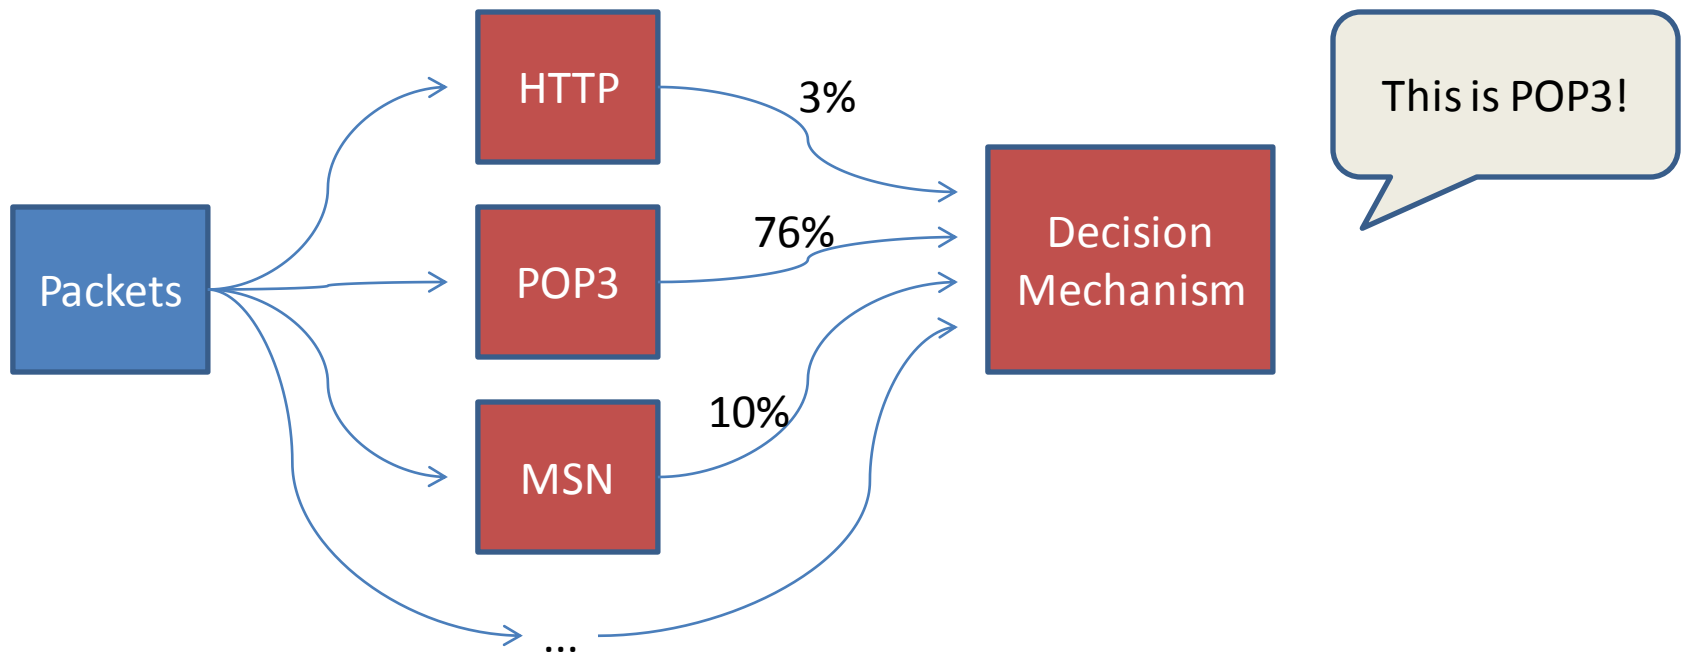 HTTP
3%
This is POP3!
Packets
POP3
76%
Decision
Mechanism
MSN
10%
...